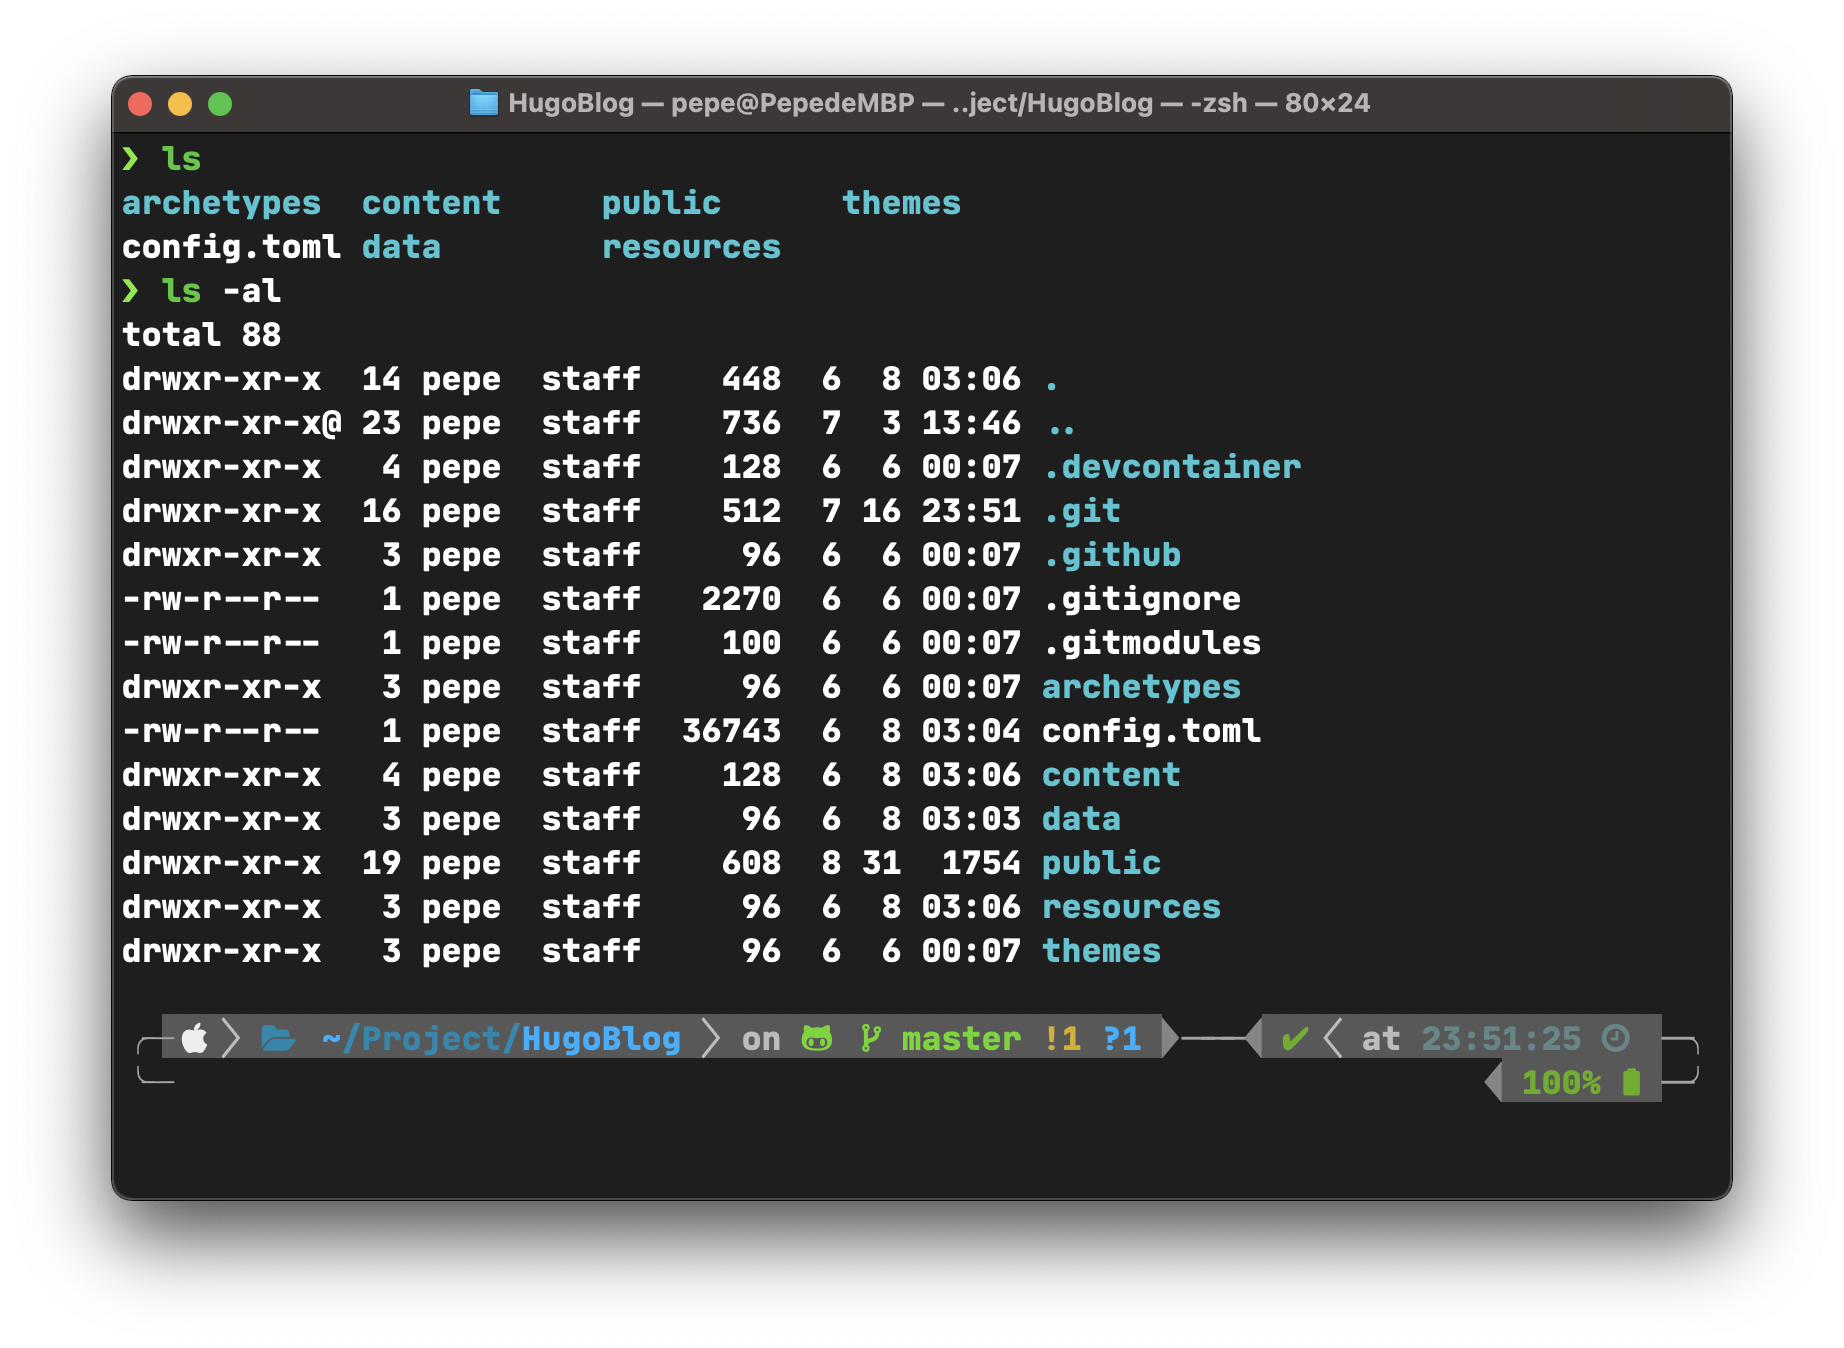 HugoBlog — pepe@PepedeMBP — ..ject/HugoBlog — -zsh — 80×24
❯ ls
archetypes  content     public      themes
config.toml data        resources
❯ ls -al
total 88
drwxr-xr-x  14 pepe  staff    448  6  8 03:06 .
drwxr-xr-x@ 23 pepe  staff    736  7  3 13:46 ..
drwxr-xr-x   4 pepe  staff    128  6  6 00:07 .devcontainer
drwxr-xr-x  16 pepe  staff    512  7 16 23:51 .git
drwxr-xr-x   3 pepe  staff     96  6  6 00:07 .github
-rw-r--r--   1 pepe  staff   2270  6  6 00:07 .gitignore
-rw-r--r--   1 pepe  staff    100  6  6 00:07 .gitmodules
drwxr-xr-x   3 pepe  staff     96  6  6 00:07 archetypes
-rw-r--r--   1 pepe  staff  36743  6  8 03:04 config.toml
drwxr-xr-x   4 pepe  staff    128  6  8 03:06 content
drwxr-xr-x   3 pepe  staff     96  6  8 03:03 data
drwxr-xr-x  19 pepe  staff    608  8 31  1754 public
drwxr-xr-x   3 pepe  staff     96  6  8 03:06 resources
drwxr-xr-x   3 pepe  staff     96  6  6 00:07 themes
~/Project/HugoBlog on master !1 ?1 ✔ at 23:51:25
100%